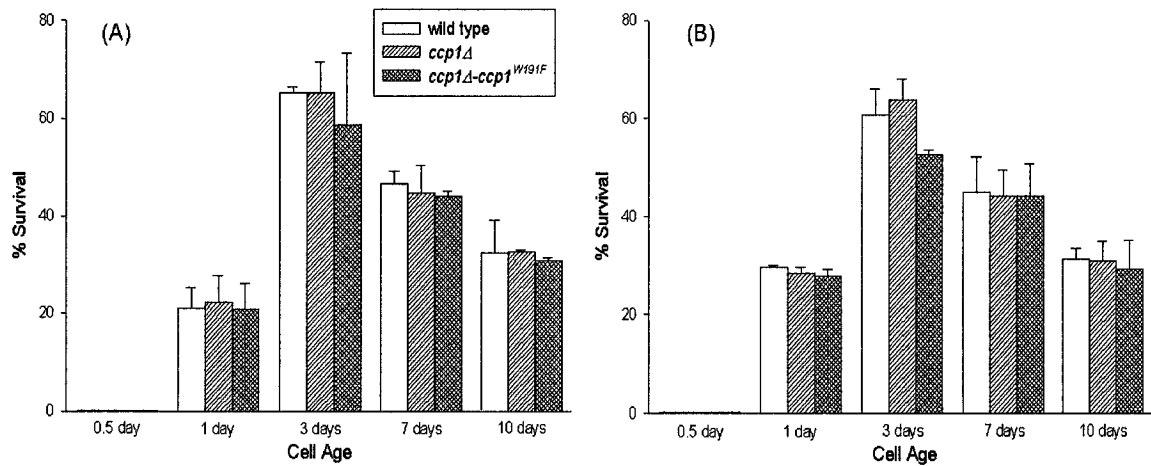 (A)
wild type
ccp1Δ
ccp1Δ-ccp1^W191F
% Survival
80
60
40
20
0
0.5 day
1 day
3 days
7 days
10 days
Cell Age
(B)
% Survival
80
60
40
20
0
0.5 day
1 day
3 days
7 days
10 days
Cell Age